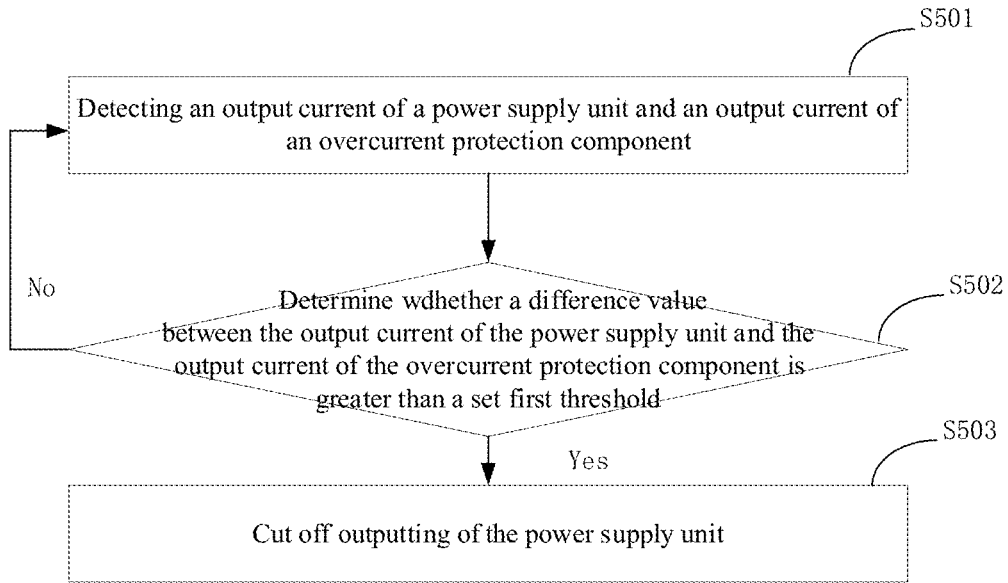 S501
Detecting an output current of a power supply unit and an output current of
an overcurrent protection component
No
Determine wdhether a difference value
between the output current of the power supply unit and the
output current of the overcurrent protection component is
greater than a set first threshold
S502
Yes
S503
Cut off outputting of the power supply unit